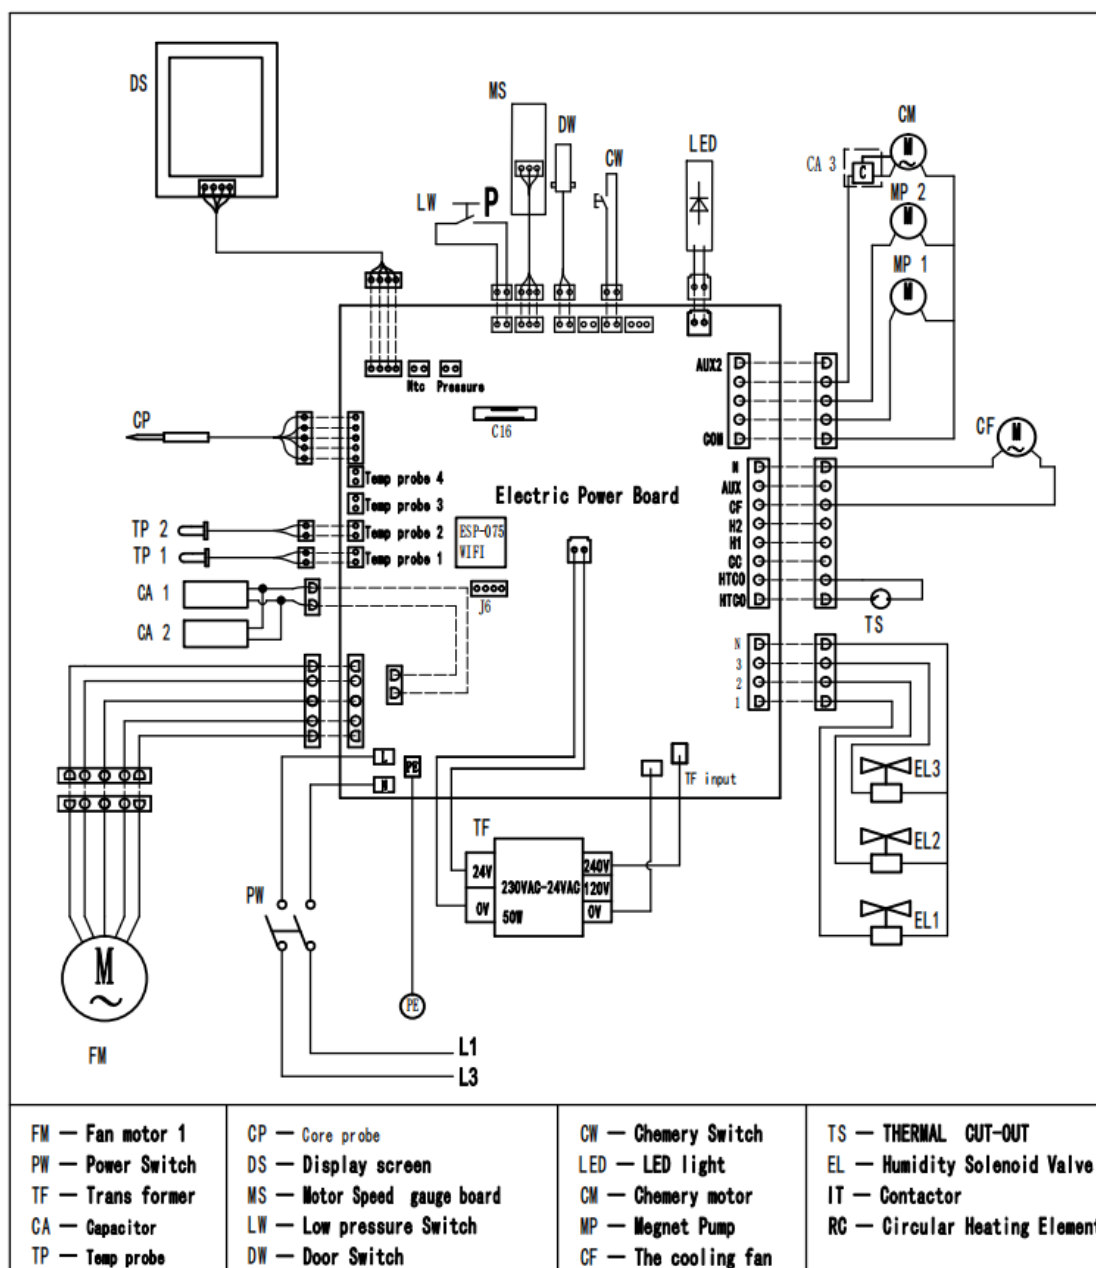 DS
MS
DW
CW
LED
CM
CA 3
C
M
MP 2
LW
P
M
MP 1
M
AUX2
Ntc Pressure
CP
C16
COM
CF
M
N
Temp probe 4
AUX
Electric Power Board
Temp probe 3
CF
TP 2
Temp probe 2
ESP-07S
WIFI
H2
TP 1
Temp probe 1
H1
GC
HTCO
CA 1
HTCO
J6
TS
CA 2
N
3
2
1
L
PE
N
TF input
EL3
TF
EL2
24V
230VAC-24VAC
240V
120V
PW
0V
50W
0V
EL1
M
PE
L1
FM
L3
FM — Fan motor 1
PW — Power Switch
TF — Trans former
CA — Capacitor
TP — Temp probe
CP — Core probe
DS — Display screen
MS — Motor Speed gauge board
LW — Low pressure Switch
DW — Door Switch
CW — Chemery Switch
LED — LED light
CM — Chemery motor
MP — Megnet Pump
CF — The cooling fan
TS — THERMAL CUT-OUT
EL — Humidity Solenoid Valve
IT — Contactor
RC — Circular Heating Element